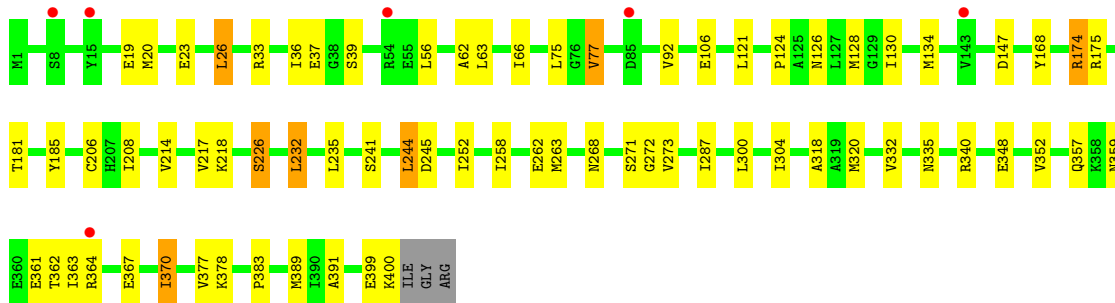 M1 S8 Y15 E19 M20 E23 L26 R33 I36 E37 G38 S39 R54 E55 L56 A62 L63 I66 L75 G76 V77 D85 V92 E106 L121 P124 A125 N126 L127 M128 G129 I130 M134 V143 D147 Y168 R174 R175
T181 Y185 C206 H207 I208 V214 V217 K218 S226 L232 L235 S241 L244 D245 I252 I258 E262 M263 N268 S271 G272 V273 I287 L300 I304 A318 A319 M320 V332 N335 R340 E348 V352 Q357 K358 N359
E360 E361 T362 I363 R364 E367 I370 V377 K378 P383 M389 I390 A391 E399 K400 ILE GLY ARG